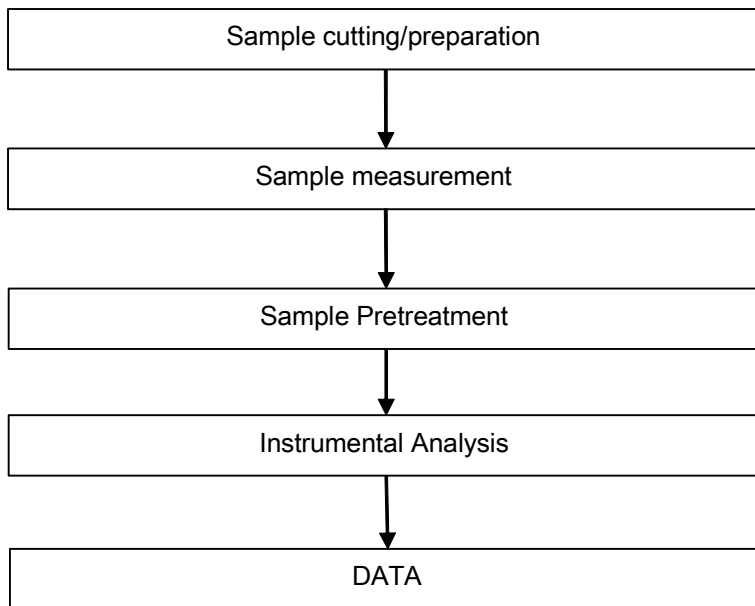 Sample cutting/preparation
Sample measurement
Sample Pretreatment
Instrumental Analysis
DATA